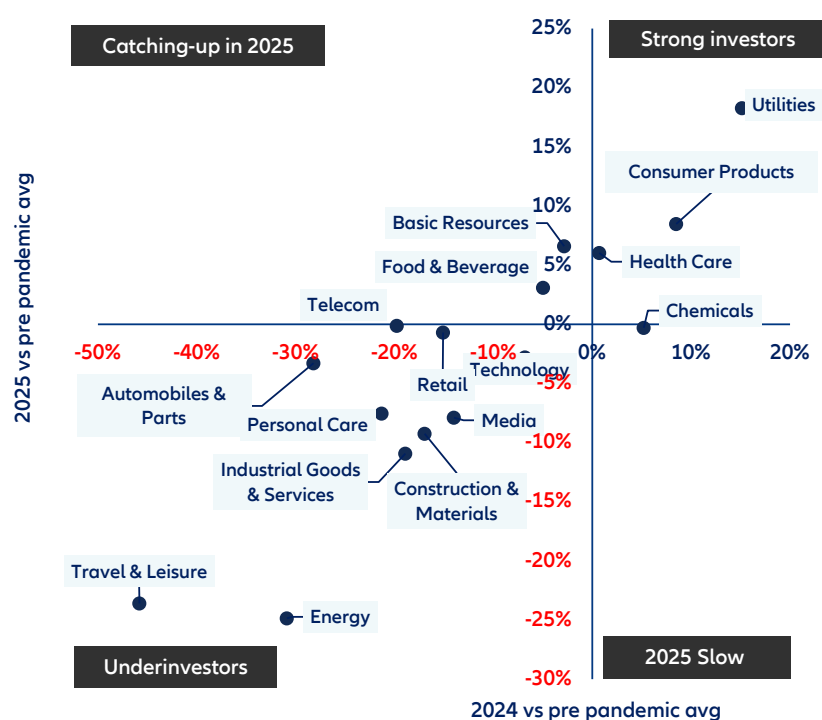 Catching-up in 2025
25%
Strong investors
20%
Utilities
15%
Consumer Products
10%
Basic Resources
Food & Beverage
5%
Health Care
Telecom
Chemicals
0%
-50%
-40%
-30%
-20%
-10%
0%
10%
20%
Technology
-5%
Retail
Automobiles &
Parts
Personal Care
Media
-10%
Industrial Goods
& Services
Construction &
Materials
-15%
-20%
Travel & Leisure
-25%
Energy
Underinvestors
2025 Slow
-30%
2025 vs pre pandemic avg
2024 vs pre pandemic avg